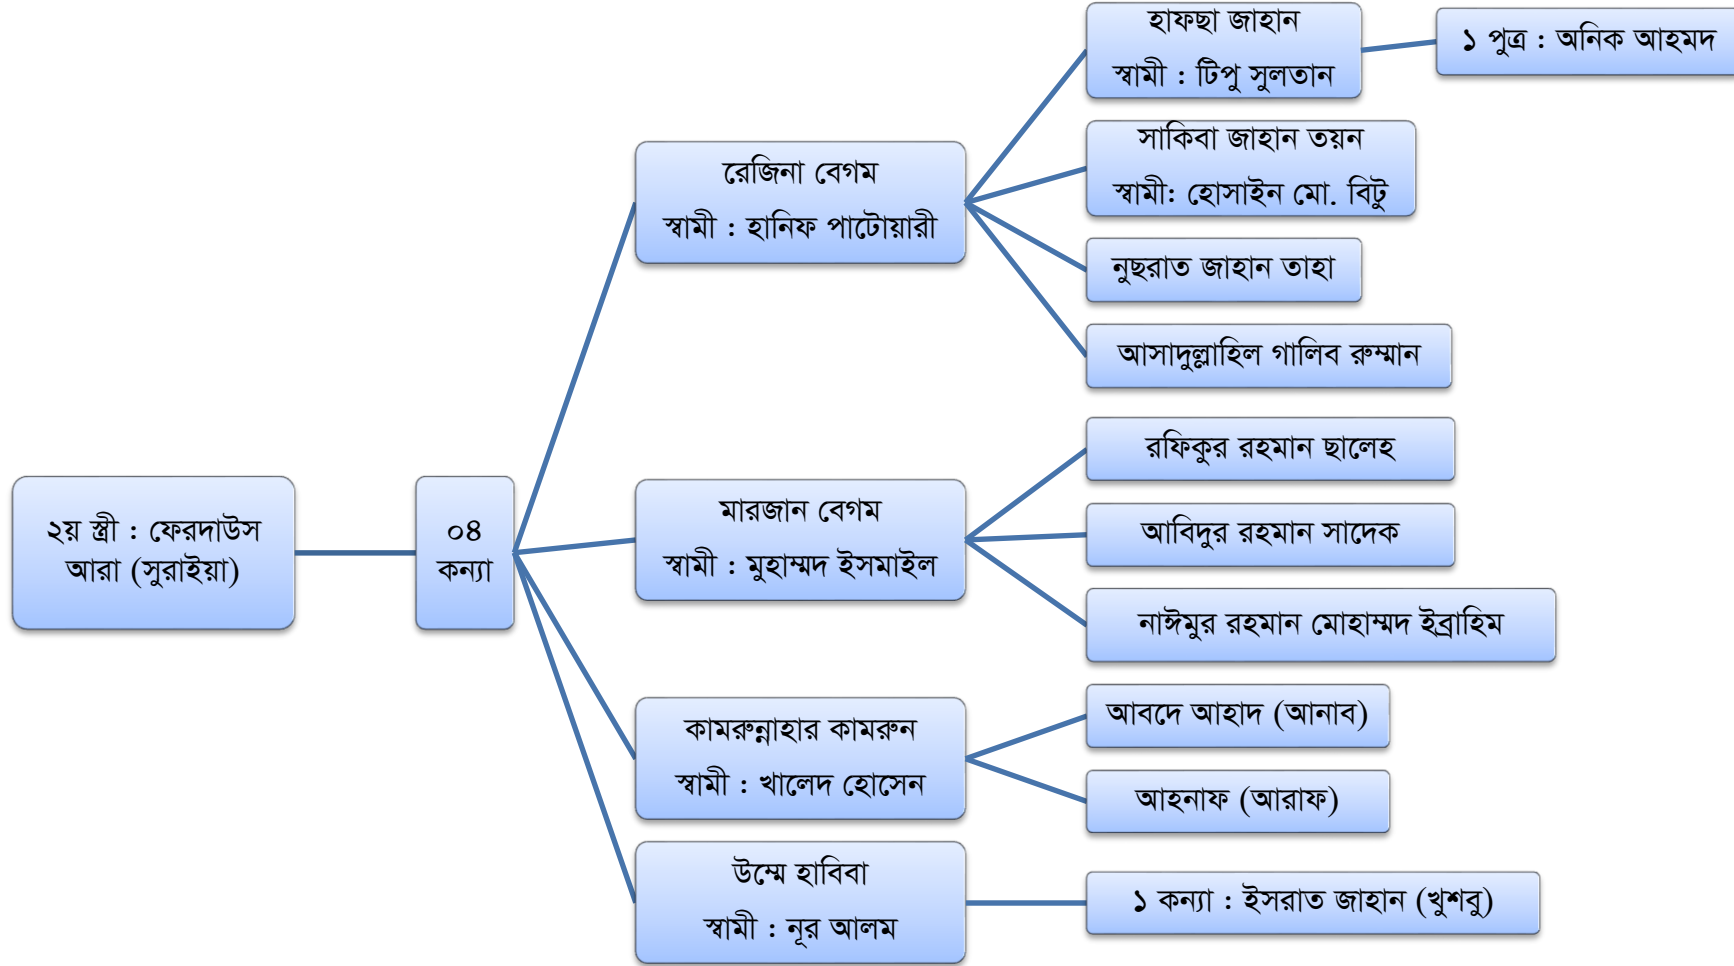 ২য় স্ত্রী : ফেরদাউস
আরা (সুরাইয়া)
০৪
কন্যা
রেজিনা বেগম
স্বামী : হানিফ পাটোয়ারী
হাফছা জাহান
স্বামী : টিপু সুলতান
১ পুত্র : অনিক আহমদ
সাকিবা জাহান তয়ন
স্বামী: হোসাইন মো. বিটু
নুছরাত জাহান তাহা
আসাদুল্লাহিল গালিব রুম্মান
মারজান বেগম
স্বামী : মুহাম্মদ ইসমাইল
রফিকুর রহমান ছালেহ
আবিদুর রহমান সাদেক
নাঈমুর রহমান মোহাম্মদ ইব্রাহিম
কামরুন্নাহার কামরুন
স্বামী : খালেদ হোসেন
আবদে আহাদ (আনাব)
আহনাফ (আরাফ)
উম্মে হাবিবা
স্বামী : নূর আলম
১ কন্যা : ইসরাত জাহান (খুশবু)